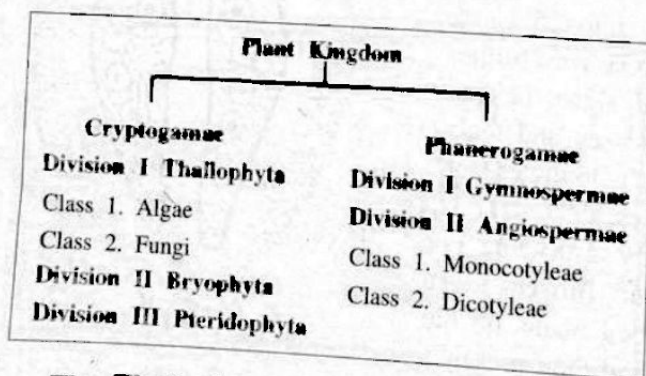 Plant Kingdom
Cryptogamae
Division I Thallophyta
Class 1. Algae
Class 2. Fungi
Division II Bryophyta
Division III Pteridophyta
Phanerogamae
Division I Gymnospermae
Division II Angiospermae
Class 1. Monocotyleae
Class 2. Dicotyleae